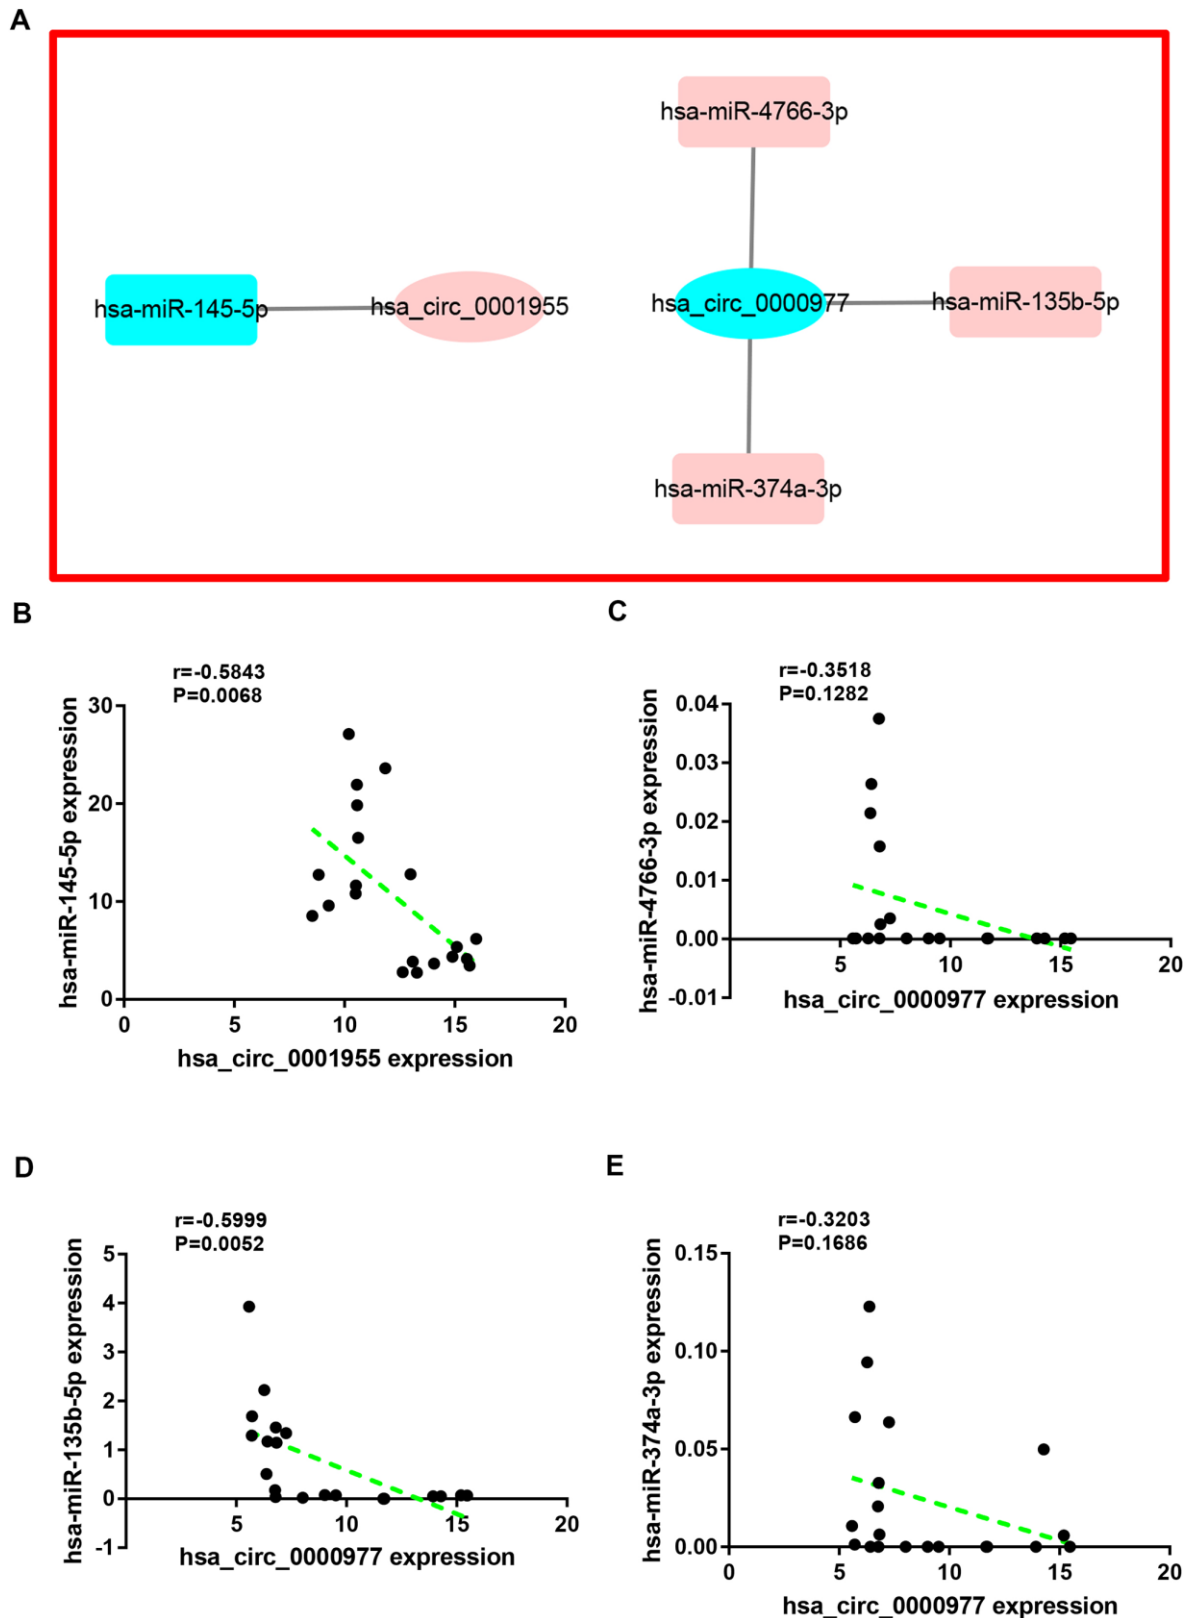 A
hsa-miR-4766-3p
hsa-miR-145-5p
hsa_circ_0001955
hsa_circ_0000977
hsa-miR-135b-5p
hsa-miR-374a-3p
B
r=-0.5843
P=0.0068
hsa-miR-145-5p expression
30
20
10
0
0 5 10 15 20
hsa_circ_0001955 expression
C
r=-0.3518
P=0.1282
hsa-miR-4766-3p expression
0.04
0.03
0.02
0.01
0.00
-0.01
5 10 15 20
hsa_circ_0000977 expression
D
r=-0.5999
P=0.0052
hsa-miR-135b-5p expression
5
4
3
2
1
0
-1
5 10 15 20
hsa_circ_0000977 expression
E
r=-0.3203
P=0.1686
hsa-miR-374a-3p expression
0.15
0.10
0.05
0.00
0 5 10 15 20
hsa_circ_0000977 expression